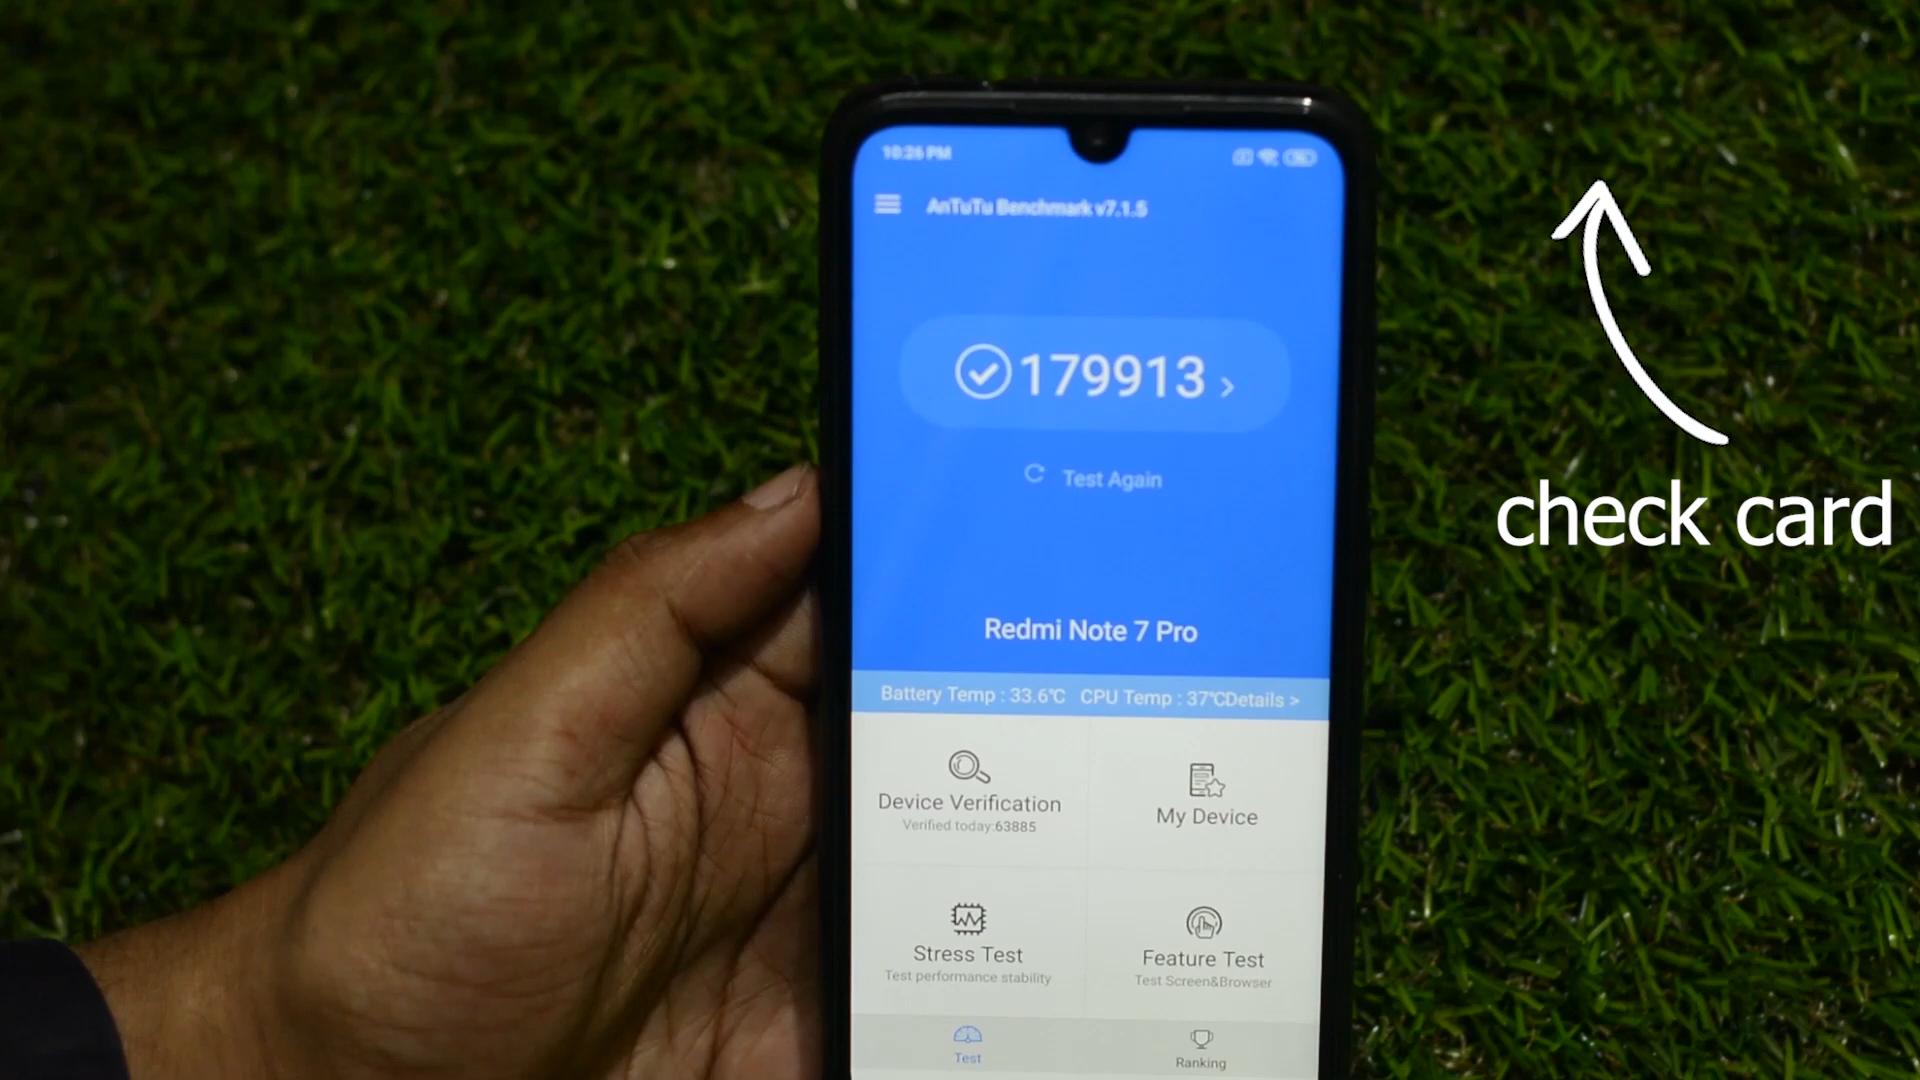 10:26 PM
AnTuTu Benchmark v7.1.5
179913 >
Test Again
check card
Redmi Note 7 Pro
Battery Temp : 33.6℃ CPU Temp : 37℃Details >
Device Verification
Verified today:63885
My Device
Stress Test
Test performance stability
Feature Test
Test Screen&Browser
Test
Ranking